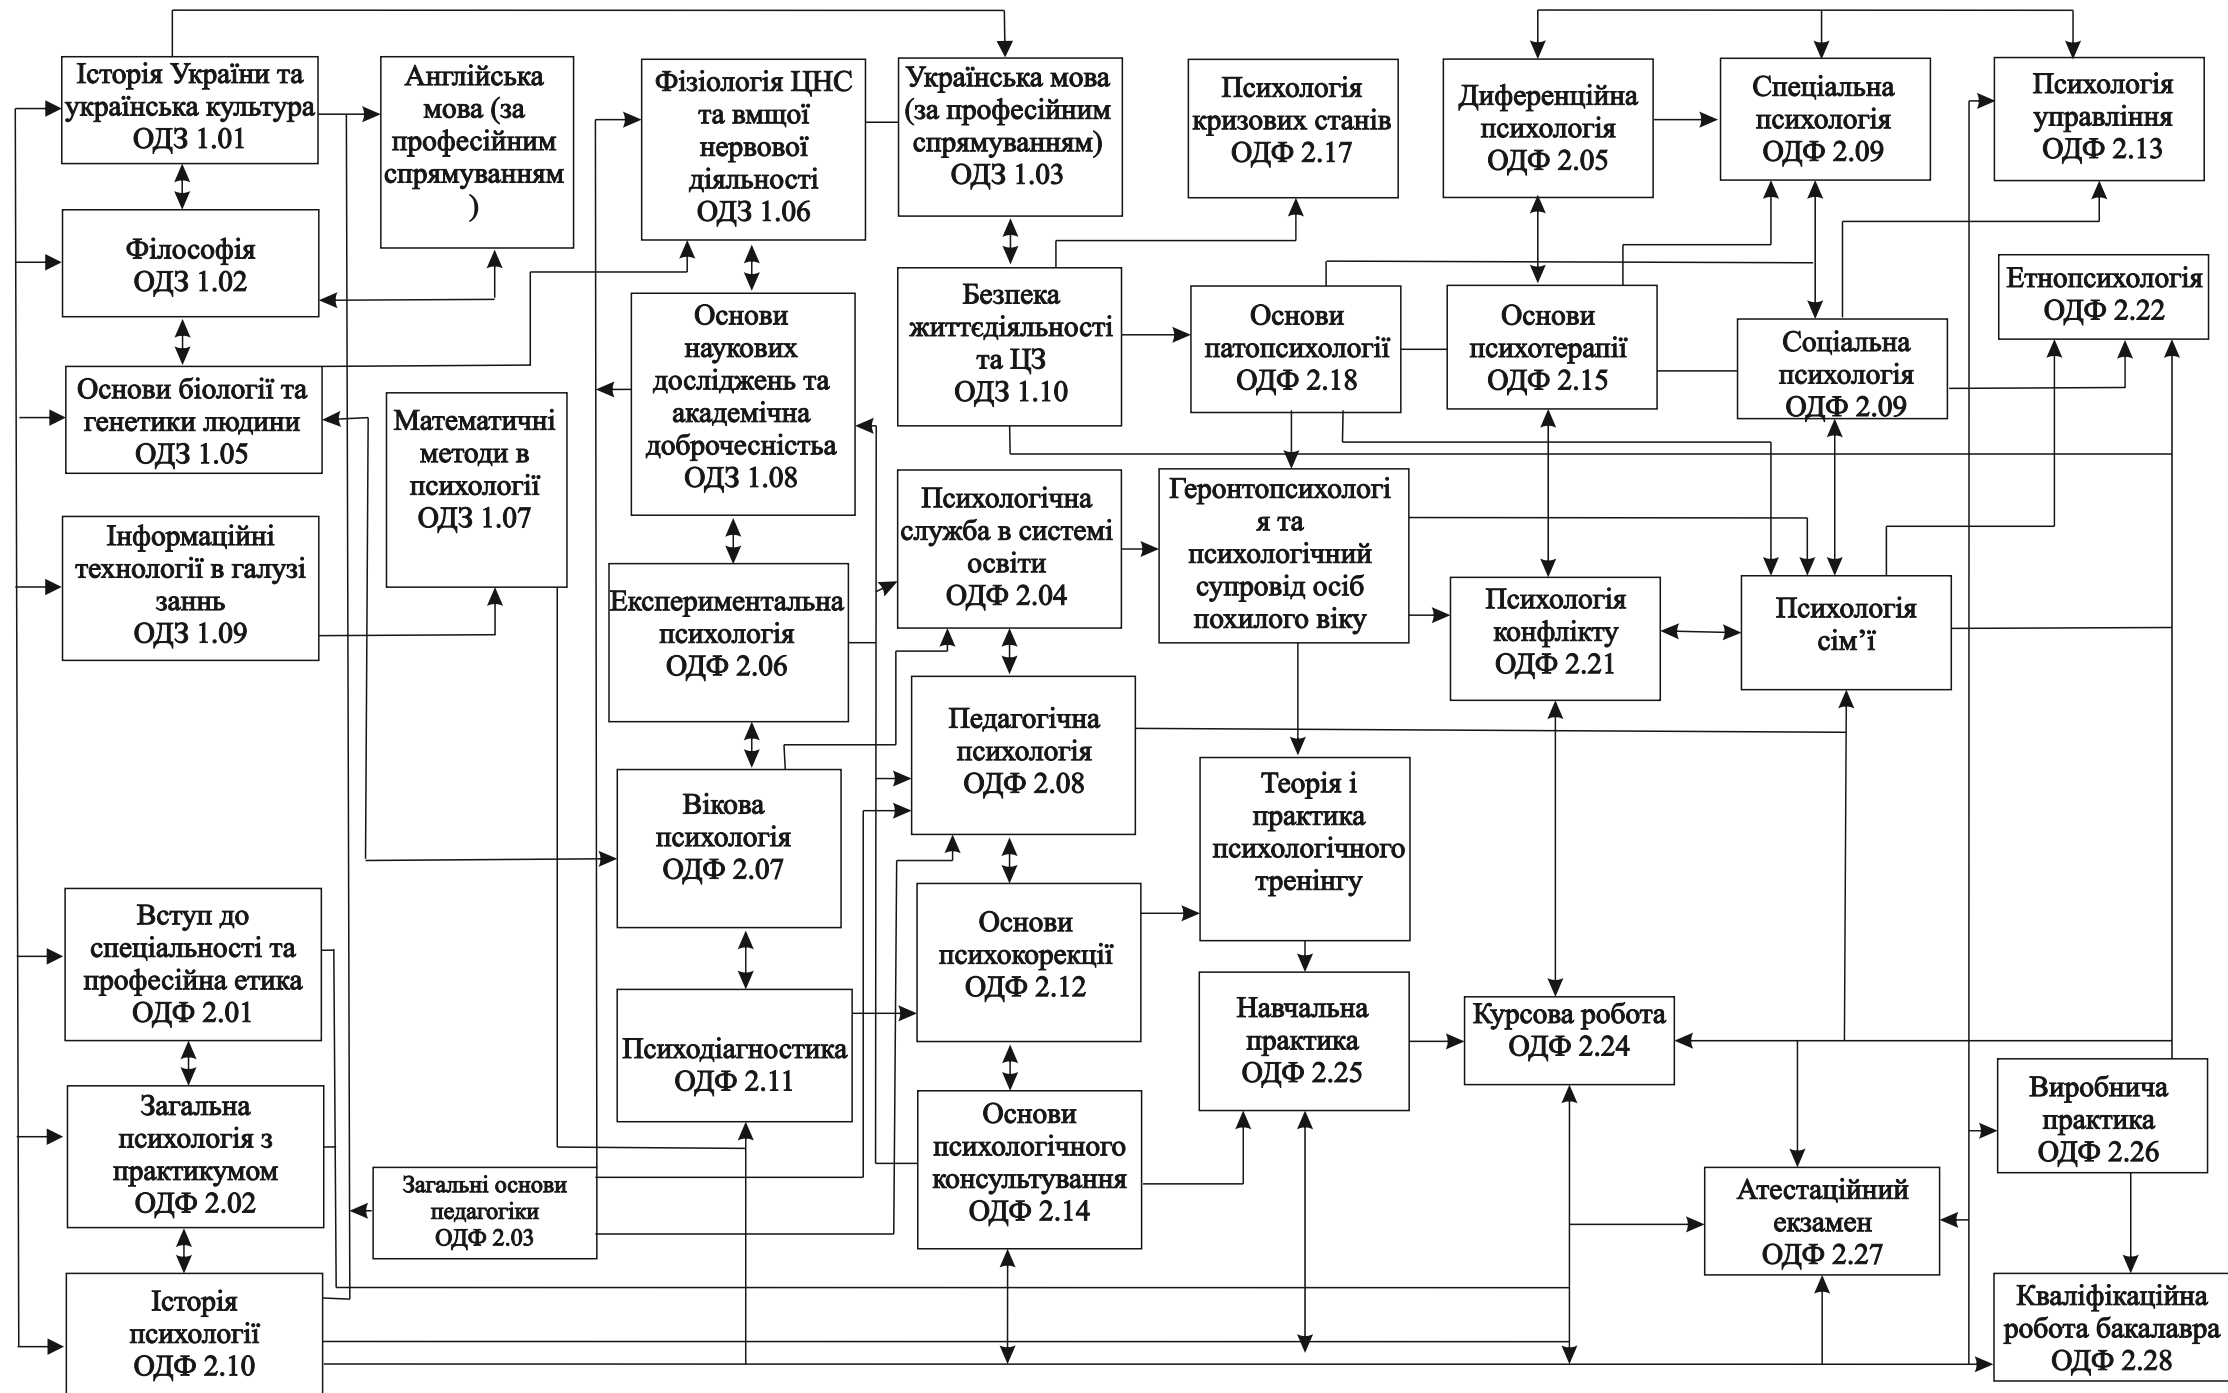 Історія України та
українська культура
ОДЗ 1.01
Англійська
мова (за
професійним
спрямуванням
)
Фізіологія ЦНС
та вмщої
нервової
діяльності
ОДЗ 1.06
Українська мова
(за професійним
спрямуванням)
ОДЗ 1.03
Психологія
кризових станів
ОДФ 2.17
Диференційна
психологія
ОДФ 2.05
Спеціальна
психологія
ОДФ 2.09
Психологія
управління
ОДФ 2.13
Філософія
ОДЗ 1.02
Основи
наукових
досліджень та
академічна
доброчесністьа
ОДЗ 1.08
Безпека
життєдіяльності
та ЦЗ
ОДЗ 1.10
Основи
патопсихології
ОДФ 2.18
Основи
психотерапії
ОДФ 2.15
Соціальна
психологія
ОДФ 2.09
Етнопсихологія
ОДФ 2.22
Основи біології та
генетики людини
ОДЗ 1.05
Математичні
методи в
психології
ОДЗ 1.07
Інформаційні
технології в галузі
заннь
ОДЗ 1.09
Експериментальна
психологія
ОДФ 2.06
Психологічна
служба в системі
освіти
ОДФ 2.04
Геронтопсихологі
я та
психологічний
супровід осіб
похилого віку
Психологія
конфлікту
ОДФ 2.21
Психологія
сім’ї
Педагогічна
психологія
ОДФ 2.08
Вікова
психологія
ОДФ 2.07
Теорія і
практика
психологічного
тренінгу
Вступ до
спеціальності та
професійна етика
ОДФ 2.01
Основи
психокорекції
ОДФ 2.12
Психодіагностика
ОДФ 2.11
Навчальна
практика
ОДФ 2.25
Курсова робота
ОДФ 2.24
Загальна
психологія з
практикумом
ОДФ 2.02
Загальні основи
педагогіки
ОДФ 2.03
Основи
психологічного
консультування
ОДФ 2.14
Виробнича
практика
ОДФ 2.26
Атестаційний
екзамен
ОДФ 2.27
Історія
психології
ОДФ 2.10
Кваліфікаційна
робота бакалавра
ОДФ 2.28